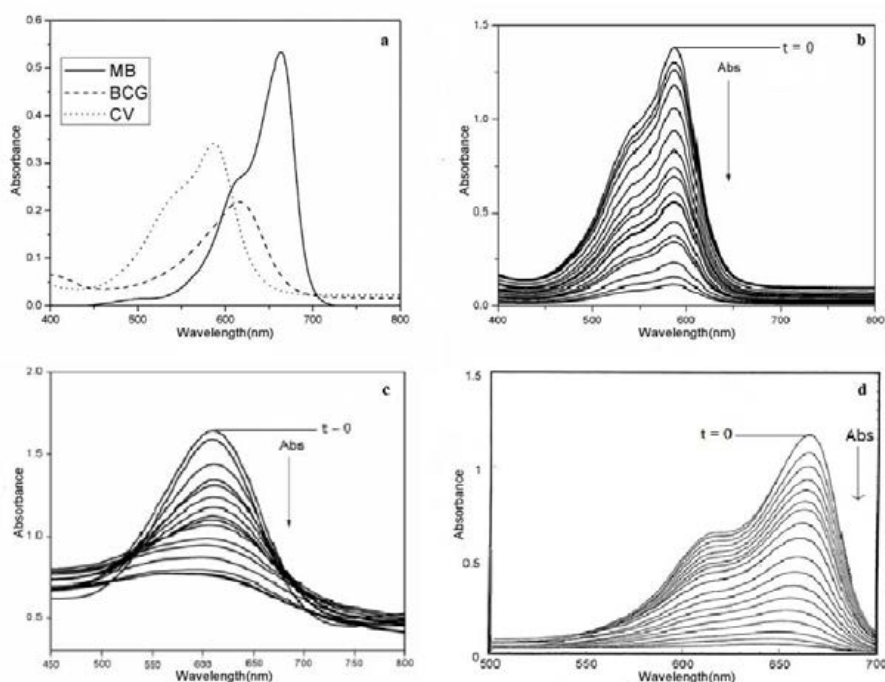 a
MB
BCG
CV
Absorbance
0.6
0.5
0.4
0.3
0.2
0.1
0.0
400
500
600
700
800
Wavelength(nm)
b
t = 0
Abs
Absorbance
1.5
1.0
0.5
0.0
400
500
600
700
800
Wavelength(nm)
c
t - 0
Abs
Absorbance
2.0
1.5
1.0
0.5
450
500
550
600
650
700
750
800
Wavelength(nm)
d
t = 0
Abs
Absorbance
1.5
1
0.5
0
500
550
600
650
700
Wavelength(nm)